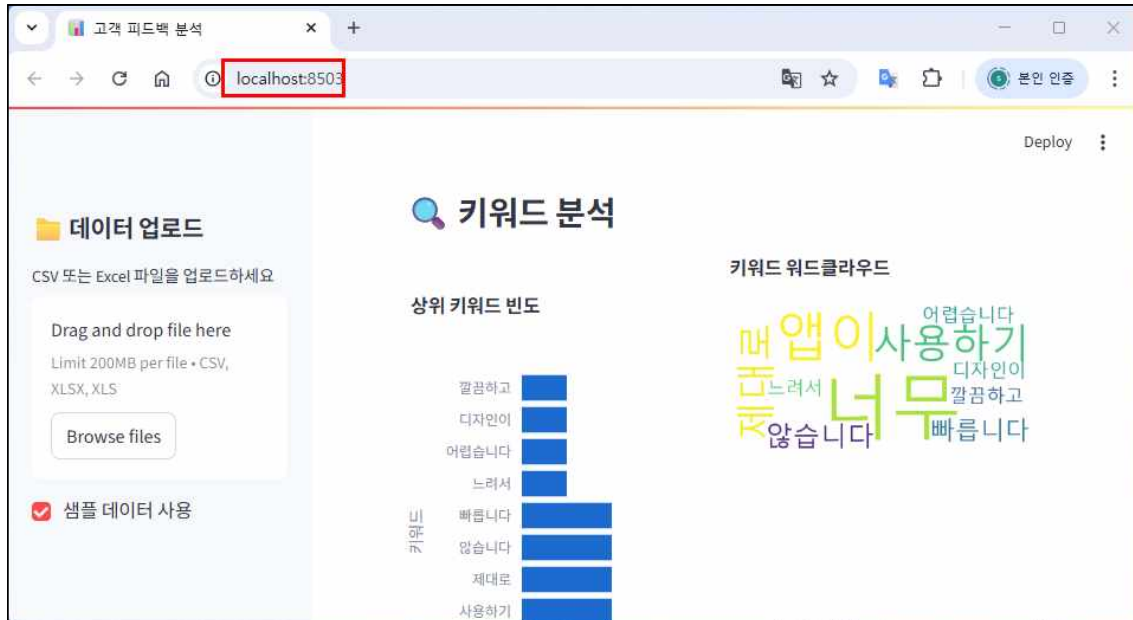 고객 피드백 분석
localhost:8503
본인 인증
Deploy
데이터 업로드
CSV 또는 Excel 파일을 업로드하세요
Drag and drop file here
Limit 200MB per file • CSV,
XLSX, XLS
Browse files
샘플 데이터 사용
키워드 분석
상위 키워드 빈도
키워드
깔끔하고
디자인이
어렵습니다
느려서
빠릅니다
않습니다
제대로
사용하기
키워드 워드클라우드
제대로
앱이
사용하기
어렵습니다
디자인이
느려서
너무
깔끔하고
않습니다
빠릅니다